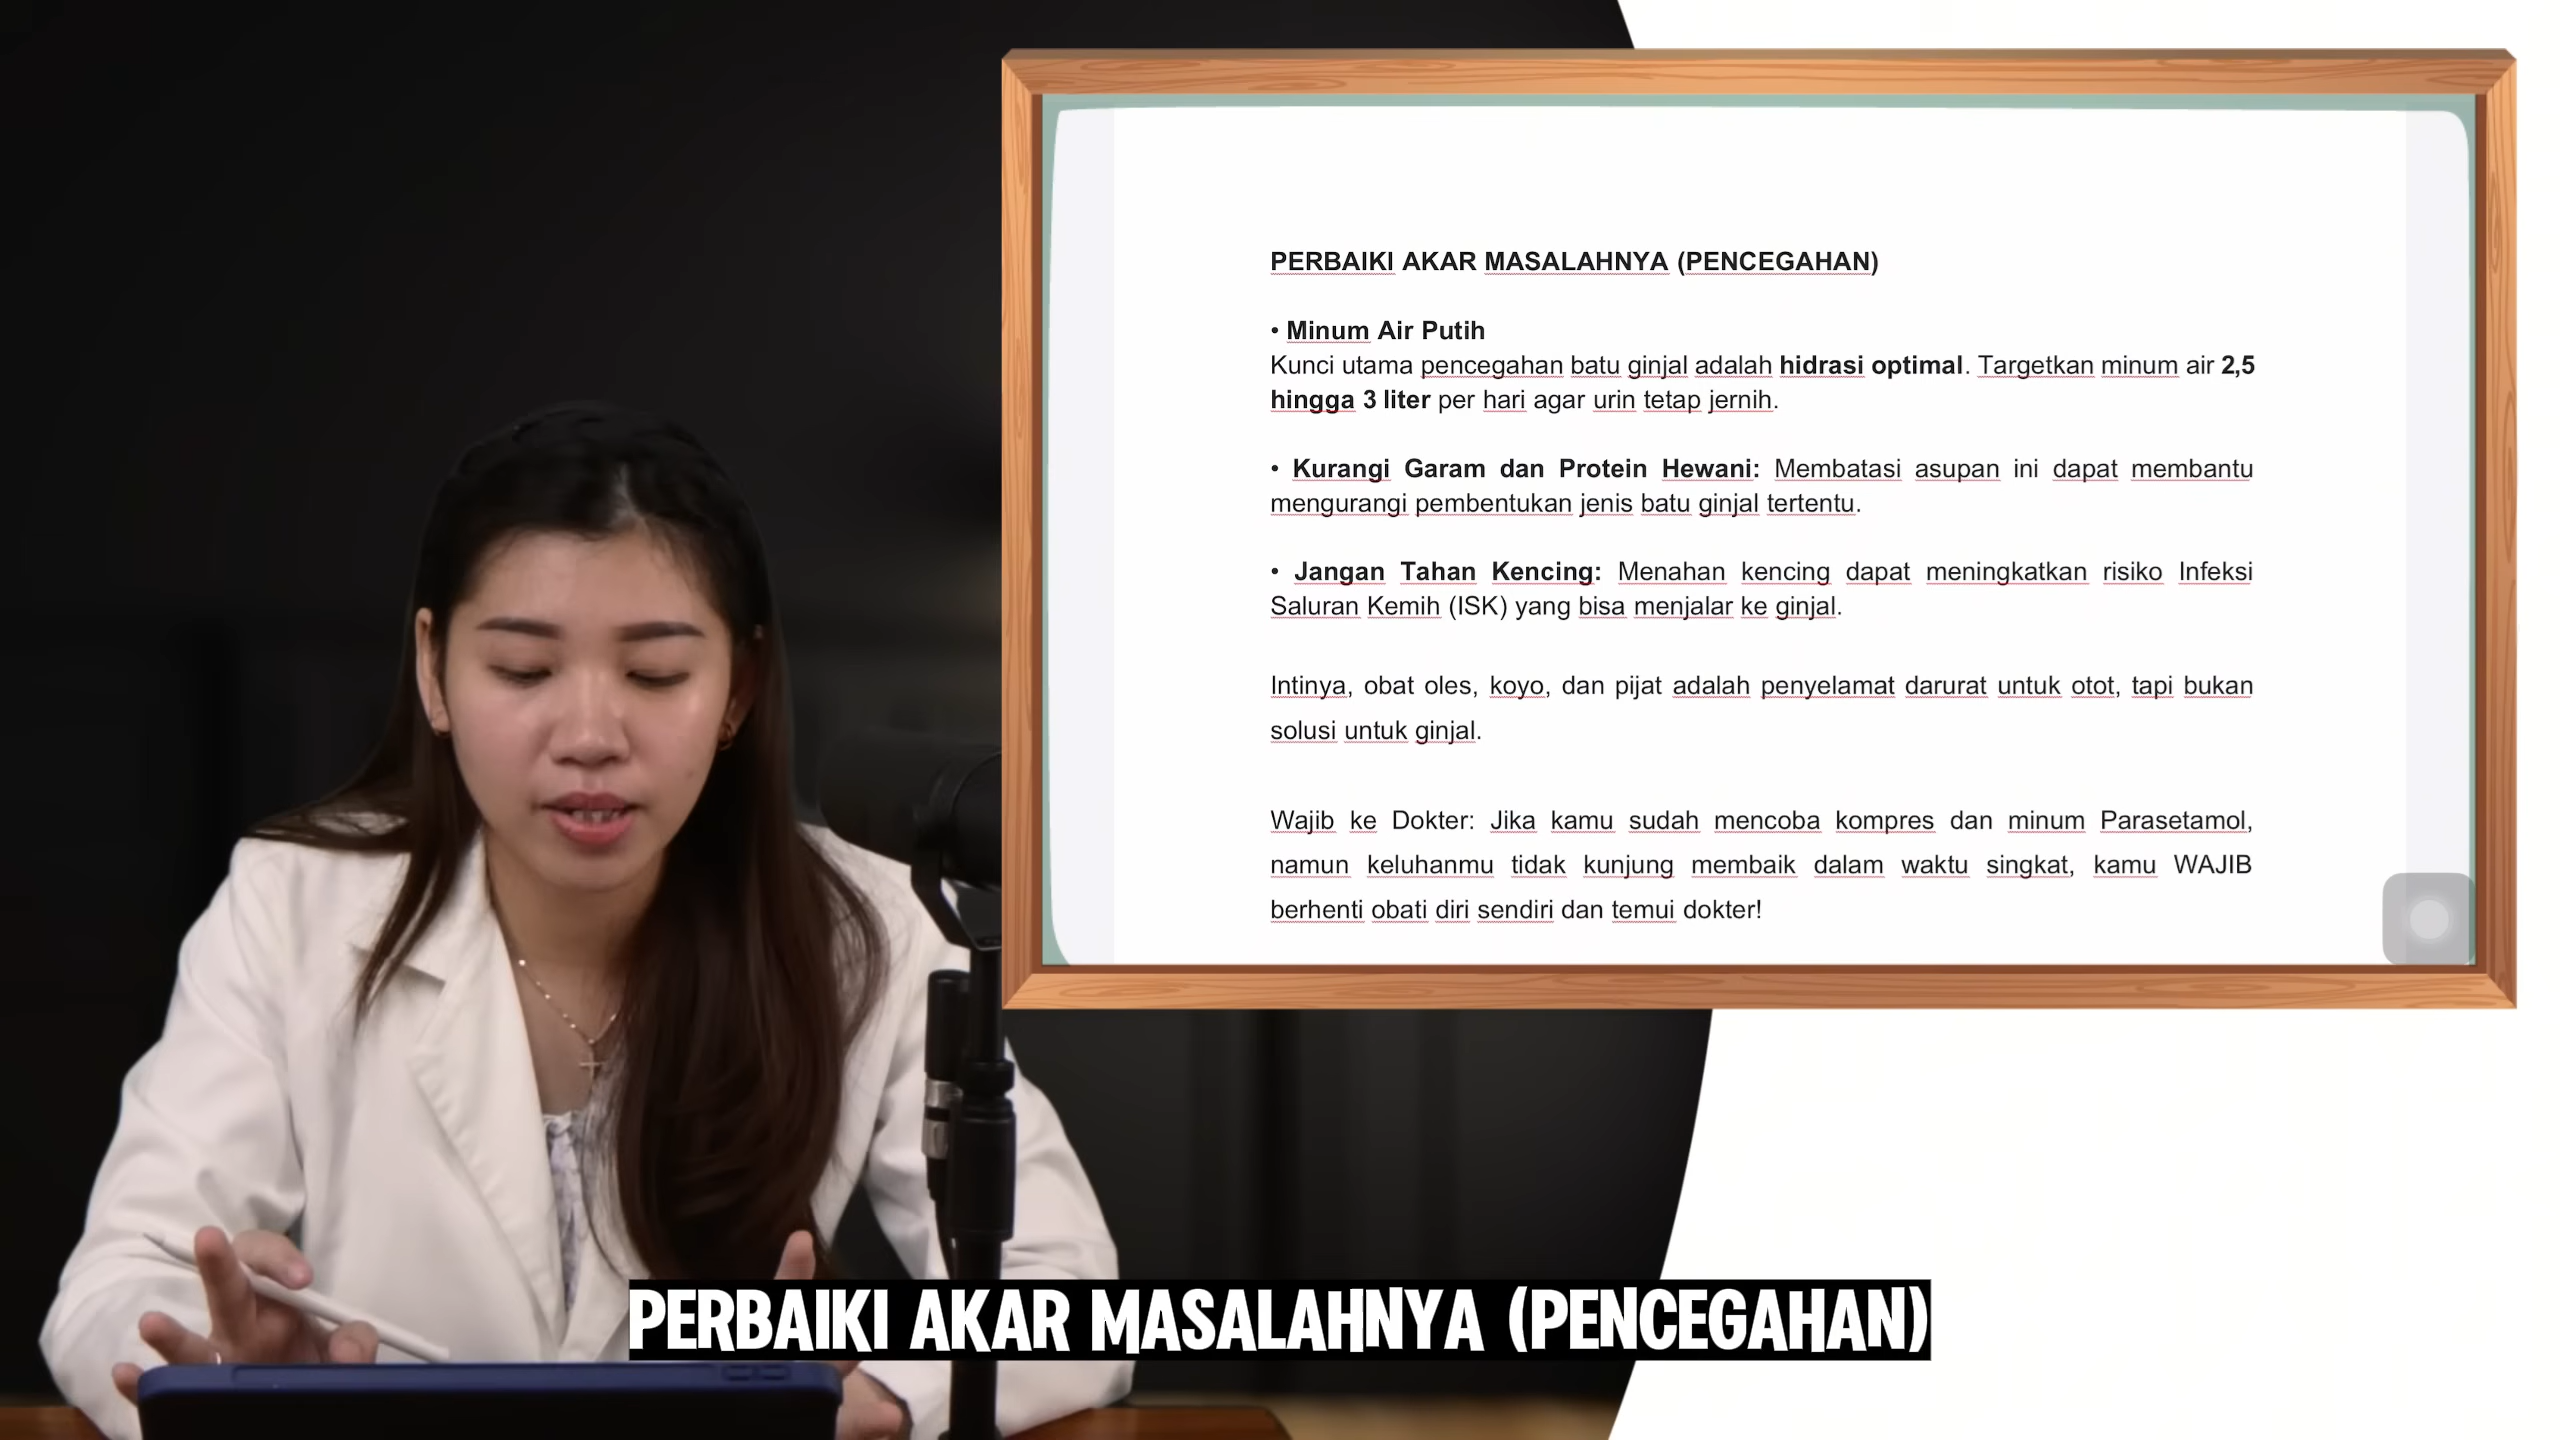 PERBAIKI AKAR MASALAHNYA (PENCEGAHAN)
• Minum Air Putih
Kunci utama pencegahan batu ginjal adalah hidrasi optimal. Targetkan minum air 2,5
hingga 3 liter per hari agar urin tetap jernih.
• Kurangi Garam dan Protein Hewani: Membatasi asupan ini dapat membantu
mengurangi pembentukan jenis batu ginjal tertentu.
• Jangan Tahan Kencing: Menahan kencing dapat meningkatkan risiko Infeksi
Saluran Kemih (ISK) yang bisa menjalar ke ginjal.
Intinya, obat oles, koyo, dan pijat adalah penyelamat darurat untuk otot, tapi bukan
solusi untuk ginjal.
Wajib ke Dokter: Jika kamu sudah mencoba kompres dan minum Parasetamol,
namun keluhanmu tidak kunjung membaik dalam waktu singkat, kamu WAJIB
berhenti obati diri sendiri dan temui dokter!
PERBAIKI AKAR MASALAHNYA (PENCEGAHAN)